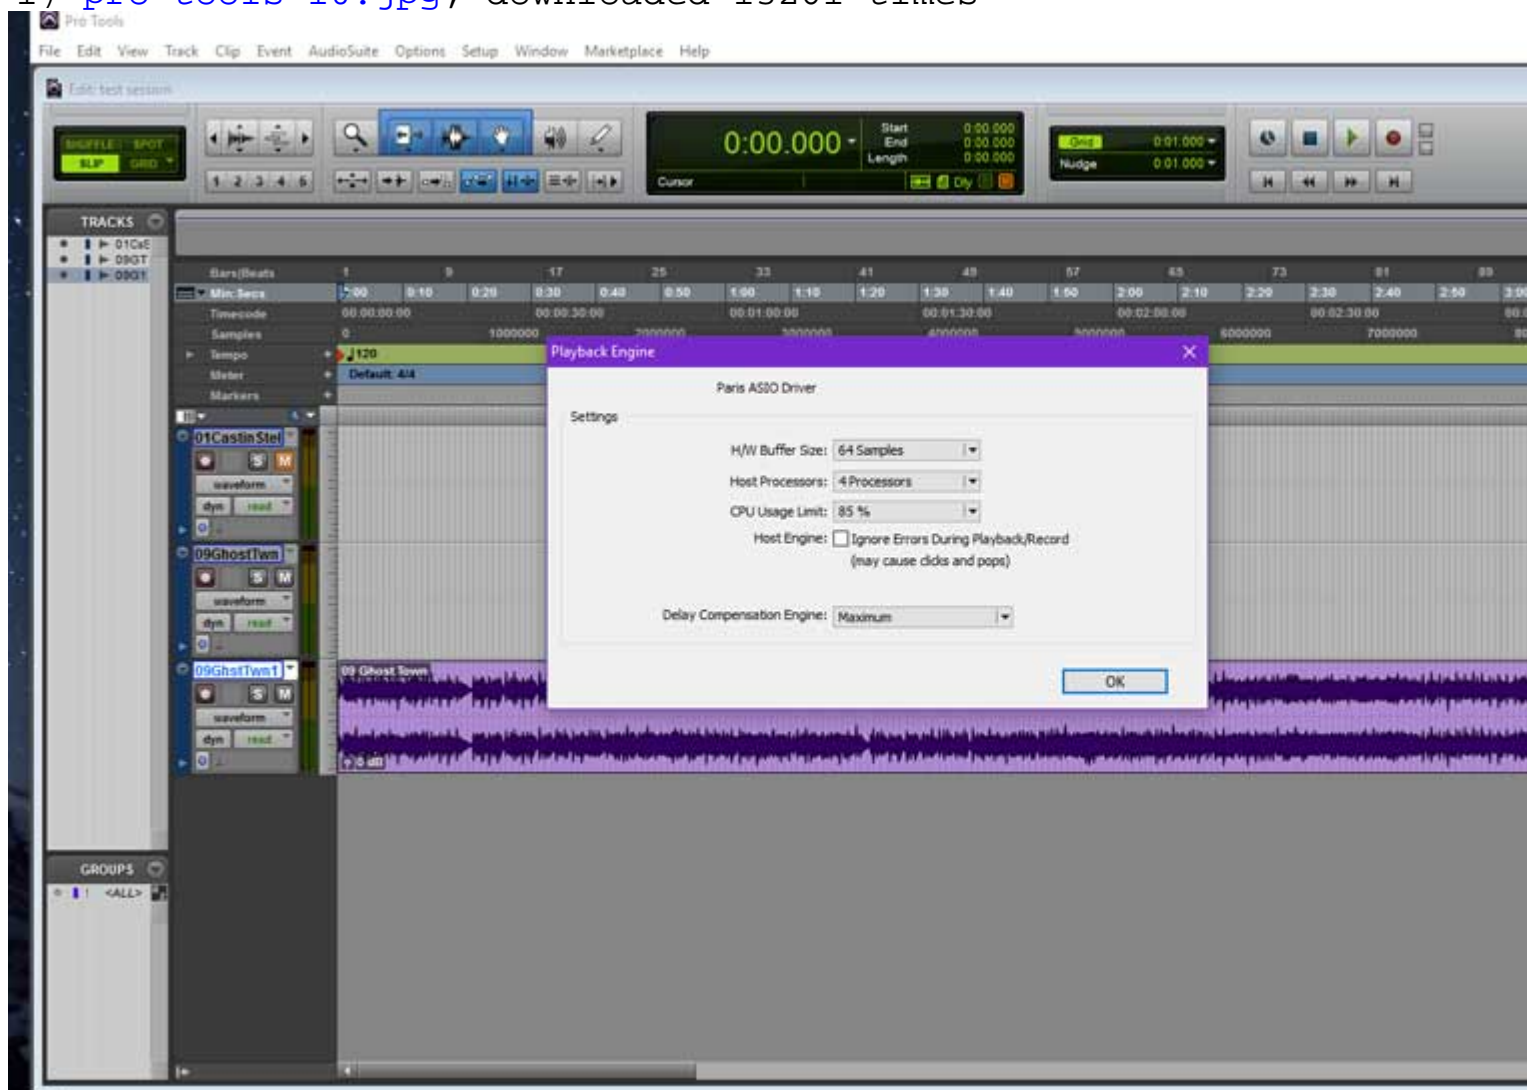 Pro Tools
File Edit View Track Clip Event AudioSuite Options Setup Window Marketplace Help
Edit: test session
SHUFFLE SPOT
SLIP GRID
1 2 3 4 5
0:00.000
Start 0:00.000
End 0:00.000
Length 0:00.000
Cursor
Dly
Grid 0:01.000
Nudge 0:01.000
TRACKS
09GT
Bars|Beats 1 9 17 25 33 41 49 57 65 73 81 89
Min:Secs 0:00 0:10 0:20 0:30 0:40 0:50 1:00 1:10 1:20 1:30 1:40 1:50 2:00 2:10 2:20 2:30 2:40 2:50
Timecode 00:00:00:00 00:00:30:00 00:01:00:00 00:01:30:00 00:02:00:00 00:02:30:00
Samples 0 1000000 2000000 3000000 4000000 5000000 6000000 7000000
Tempo 120
Meter Default: 4/4
Markers
Playback Engine
Paris ASIO Driver
Settings
H/W Buffer Size: 64 Samples
Host Processors: 4 Processors
CPU Usage Limit: 85 %
Host Engine: Ignore Errors During Playback/Record
(may cause clicks and pops)
Delay Compensation Engine: Maximum
OK
01CastinStel
S M
waveform
dyn read
09GhostTwn
S M
waveform
dyn read
09GhstTwn1
S M
waveform
dyn read
09 Ghost Town
0 dB
GROUPS
! <ALL>